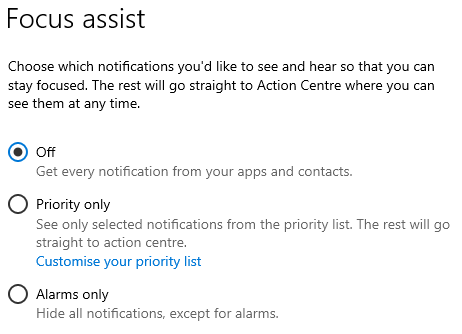 Focus assist
Choose which notifications you'd like to see and hear so that you can
stay focused. The rest will go straight to Action Centre where you can
see them at any time.
Off
Get every notification from your apps and contacts.
Priority only
See only selected notifications from the priority list. The rest will go
straight to action centre.
Customise your priority list
Alarms only
Hide all notifications, except for alarms.